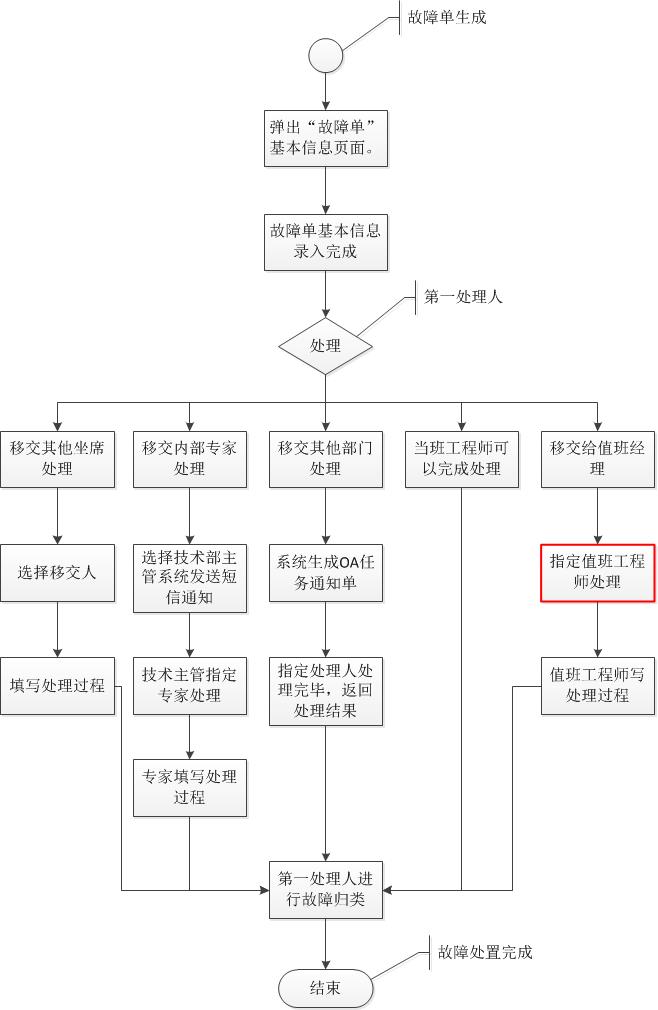 故障单生成
弹出“故障单”
基本信息页面。
故障单基本信息
录入完成
第一处理人
处理
移交其他坐席
处理
移交内部专家
处理
移交其他部门
处理
当班工程师可
以完成处理
移交给值班经
理
选择移交人
选择技术部主
管系统发送短
信通知
系统生成OA任
务通知单
指定值班工程
师处理
填写处理过程
技术主管指定
专家处理
指定处理人处
理完毕，返回
处理结果
值班工程师写
处理过程
专家填写处理
过程
第一处理人进
行故障归类
故障处置完成
结束